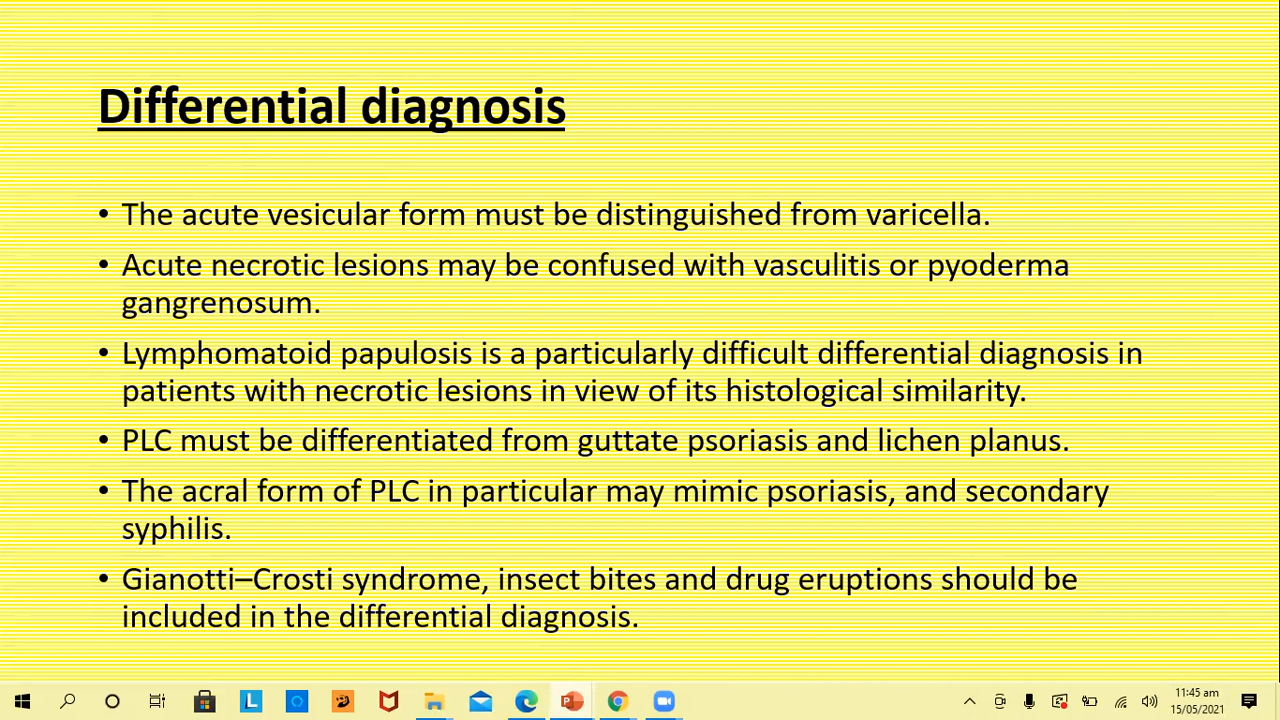 Differential diagnosis
• The acute vesicular form must be distinguished from varicella.
• Acute necrotic lesions may be confused with vasculitis or pyoderma
gangrenosum.
• Lymphomatoid papulosis is a particularly difficult differential diagnosis in
patients with necrotic lesions in view of its histological similarity.
• PLC must be differentiated from guttate psoriasis and lichen planus.
• The acral form of PLC in particular may mimic psoriasis, and secondary
syphilis.
• Gianotti–Crosti syndrome, insect bites and drug eruptions should be
included in the differential diagnosis.
L
11:45 am
15/05/2021